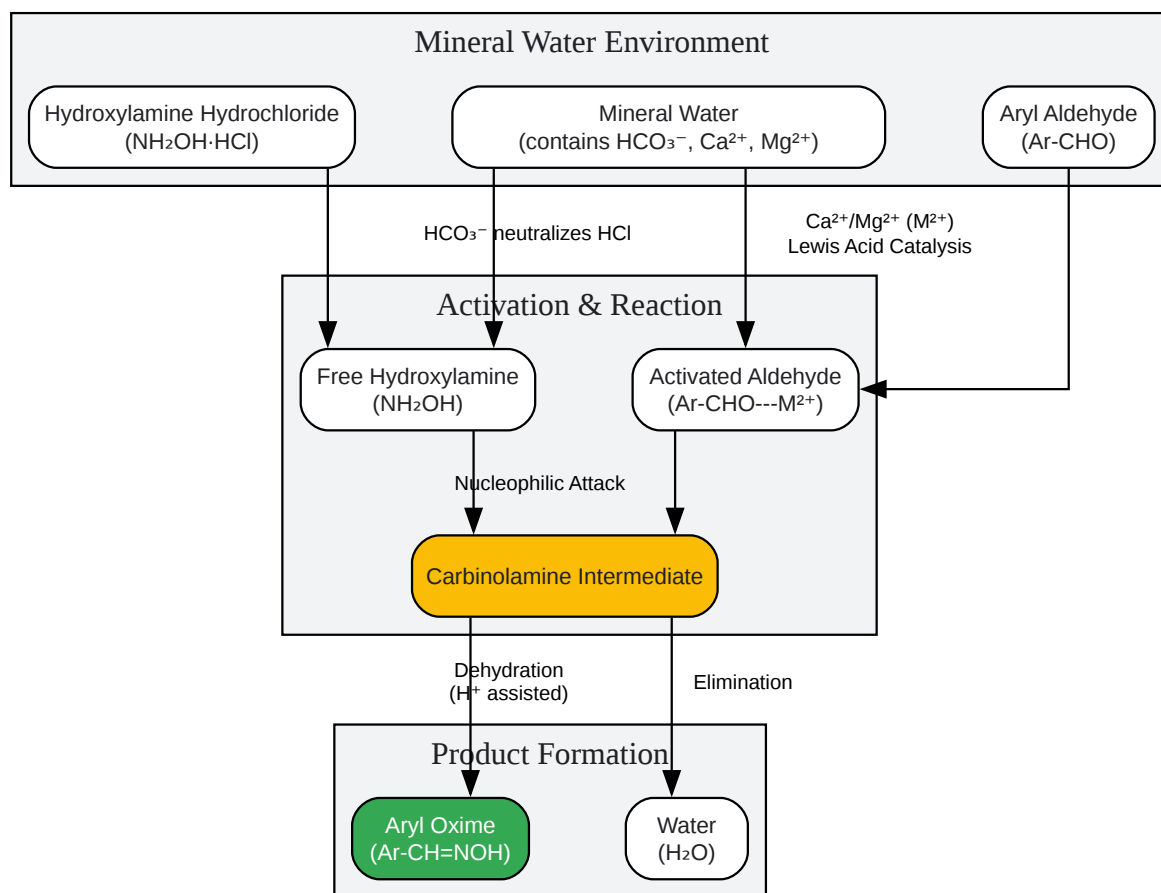 Mineral Water Environment
Hydroxylamine Hydrochloride
(NH₂OH·HCl)
Mineral Water
(contains HCO₃⁻, Ca²⁺, Mg²⁺)
Aryl Aldehyde
(Ar-CHO)
HCO₃⁻ neutralizes HCl
Ca²⁺/Mg²⁺ (M²⁺)
Lewis Acid Catalysis
Activation & Reaction
Free Hydroxylamine
(NH₂OH)
Activated Aldehyde
(Ar-CHO---M²⁺)
Nucleophilic Attack
Carbinolamine Intermediate
Dehydration
(H⁺ assisted)
Elimination
Product Formation
Aryl Oxime
(Ar-CH=NOH)
Water
(H₂O)